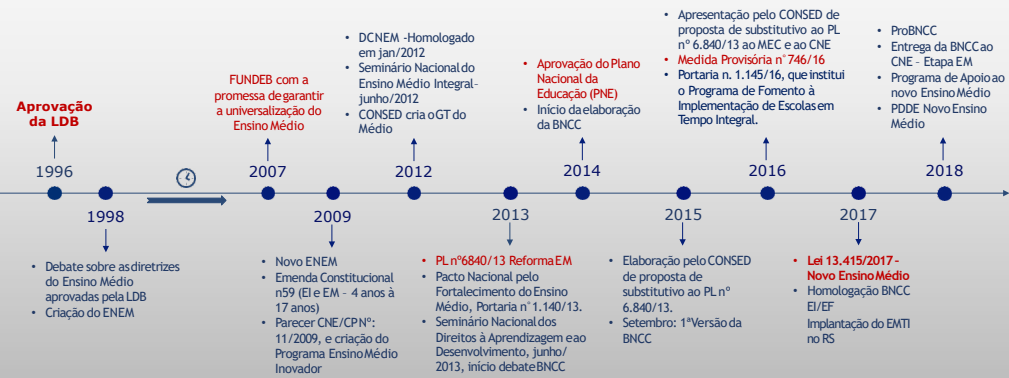 Aprovação
da LDB
1996
1998
• Debate sobre as diretrizes
do Ensino Médio
aprovadas pela LDB
• Criação do ENEM
FUNDEB com a
promessa de garantir
a universalização do
Ensino Médio
2007
2009
• Novo ENEM
• Emenda Constitucional
n59 (EI e EM – 4 anos à
17 anos)
• Parecer CNE/CP Nº:
11/2009, e criação do
Programa Ensino Médio
Inovador
• DCNEM -Homologado
em jan/2012
• Seminário Nacional do
Ensino Médio Integral-
junho/2012
• CONSED cria o GT do
Médio
2012
2013
• PL nº6840/13 Reforma EM
• Pacto Nacional pelo
Fortalecimento do Ensino
Médio, Portaria n° 1.140/13.
• Seminário Nacional dos
Direitos à Aprendizagem e ao
Desenvolvimento, junho/
2013, início debate BNCC
• Aprovação do Plano
Nacional da
Educação (PNE)
• Início da elaboração
da BNCC
2014
2015
• Elaboração pelo CONSED
de proposta de
substitutivo ao PL nº
6.840/13.
• Setembro: 1ª Versão da
BNCC
• Apresentação pelo CONSED de
proposta de substitutivo ao PL
nº 6.840/13 ao MEC e ao CNE
• Medida Provisória n° 746/16
• Portaria n. 1.145/16, que institui
o Programa de Fomento à
Implementação de Escolas em
Tempo Integral.
2016
2017
• Lei 13.415/2017 –
Novo Ensino Médio
• Homologação BNCC
EI/EF
Implantação do EMTI
no RS
• ProBNCC
• Entrega da BNCC ao
CNE – Etapa EM
• Programa de Apoio ao
novo Ensino Médio
• PDDE Novo Ensino
Médio
2018